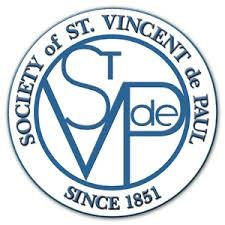 SOCIETY of ST. VINCENT de PAUL
ST
V de P
SINCE 1851